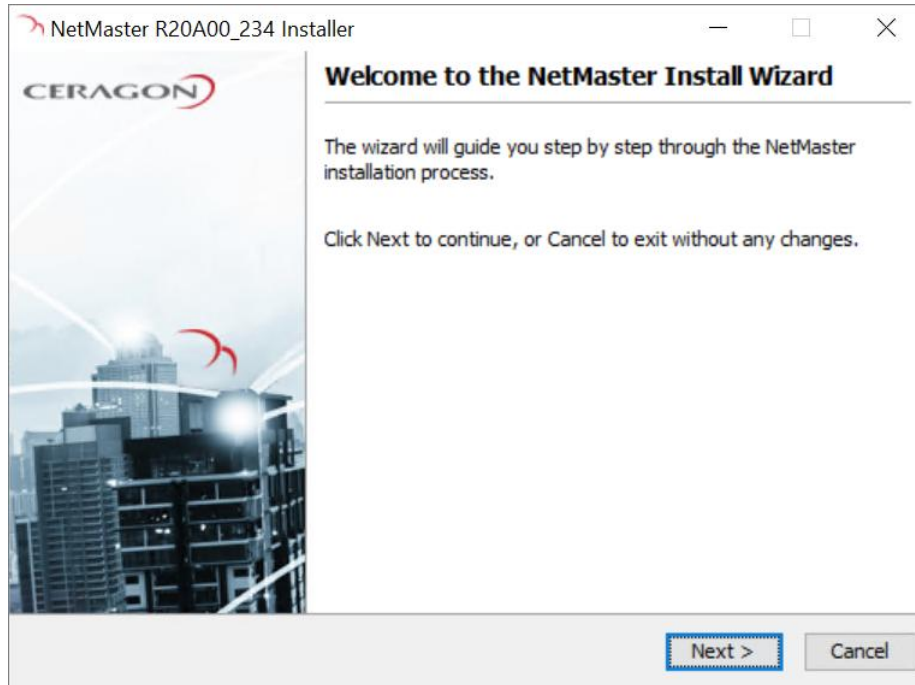 NetMaster R20A00_234 Installer
CERAGON
Welcome to the NetMaster Install Wizard
The wizard will guide you step by step through the NetMaster
installation process.
Click Next to continue, or Cancel to exit without any changes.
Next >
Cancel